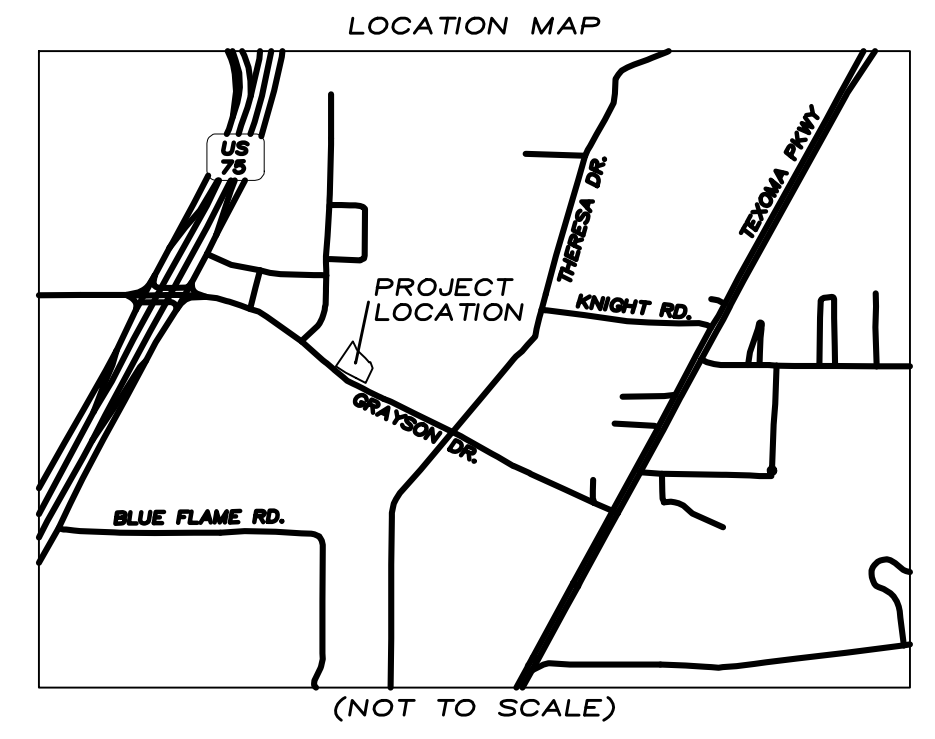 LOCATION MAP
US
75
THERESA DR.
TEXOMA PKWY
PROJECT
LOCATION
KNIGHT RD.
GRAYSON DR.
BLUE FLAME RD.
(NOT TO SCALE)